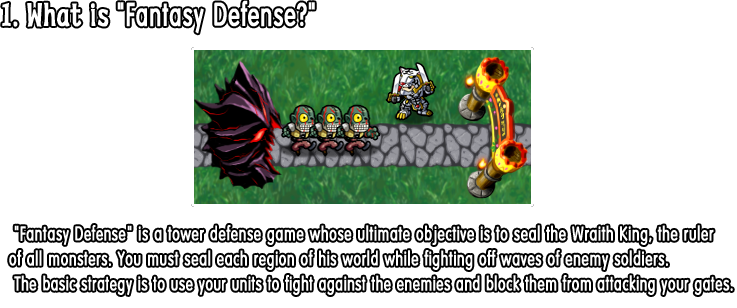 1. What is "Fantasy Defense?"
"Fantasy Defense" is a tower defense game whose ultimate objective is to seal the Wraith King, the ruler
of all monsters. You must seal each region of his world while fighting off waves of enemy soldiers.
The basic strategy is to use your units to fight against the enemies and block them from attacking your gates.